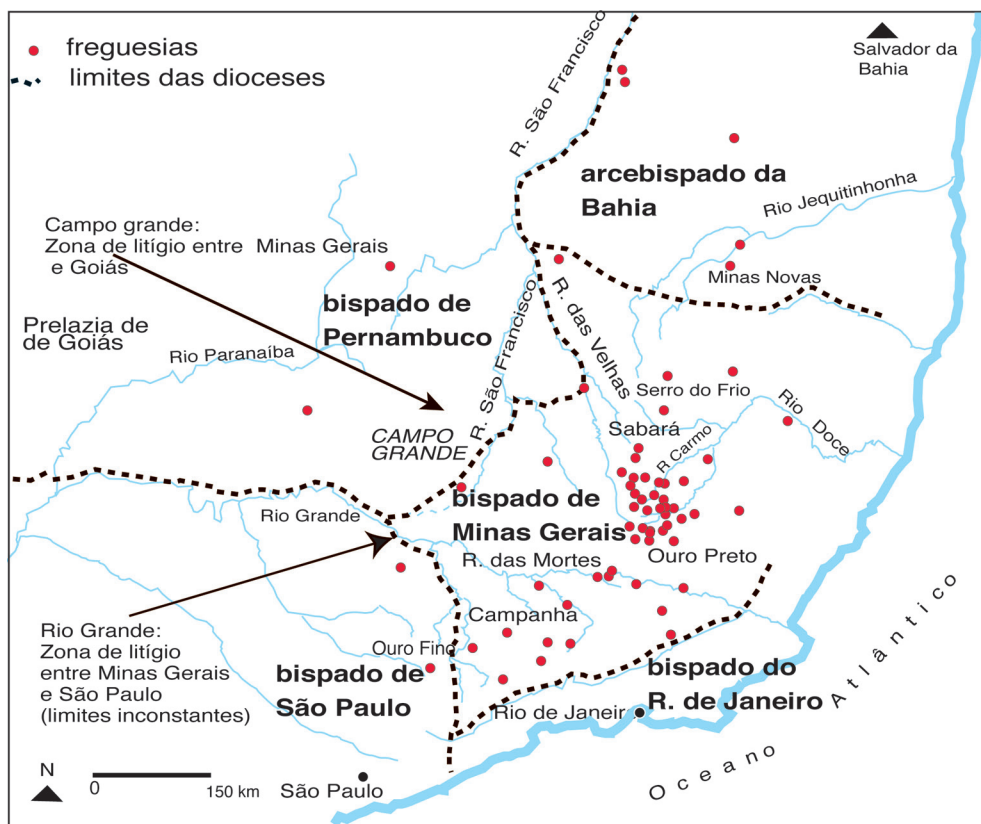 freguesias
limites das dioceses
Salvador da
Bahia
R. São Francisco
arcebispado da
Bahia
Rio Jequitinhonha
Campo grande:
Zona de litígio entre Minas Gerais
e Goiás
Minas Novas
bispado de
Pernambuco
Prelazia de
de Goiás
Rio Paranaíba
R. São Francisco
R. das Velhas
Serro do Frio
Rio Doce
Sabará
R Carmo
CAMPO
GRANDE
bispado de
Minas Gerais
Rio Grande
Ouro Preto
R. das Mortes
Campanha
Rio Grande:
Zona de litígio
entre Minas Gerais
e São Paulo
(limites inconstantes)
Ouro Fino
bispado de
São Paulo
bispado do
R. de Janeiro
Rio de Janeir
Oceano Atlântico
N
0 150 km
São Paulo